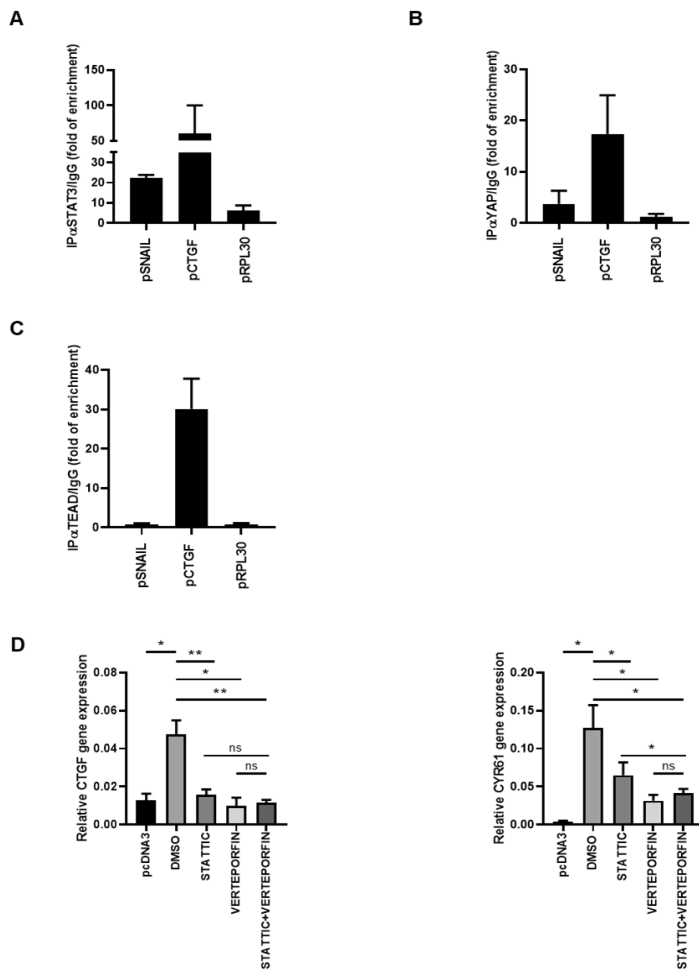 A
IPαSTAT3/IgG (fold of enrichment)
150
100
50
30
20
10
0
pSNAIL
pCTGF
pRPL30
B
IPαYAP/IgG (fold of enrichment)
30
20
10
0
pSNAIL
pCTGF
pRPL30
C
IPαTEAD/IgG (fold of enrichment)
40
30
20
10
0
pSNAIL
pCTGF
pRPL30
D
Relative CTGF gene expression
0.08
0.06
0.04
0.02
0.00
*
**
*
**
ns
ns
pcDNA3
DMSO
STATTIC
VERTEPORFIN
STATTIC+VERTEPORFIN
Relative CYR61 gene expression
0.20
0.15
0.10
0.05
0.00
*
*
*
*
*
ns
pcDNA3
DMSO
STATTIC
VERTEPORFIN
STATTIC+VERTEPORFIN